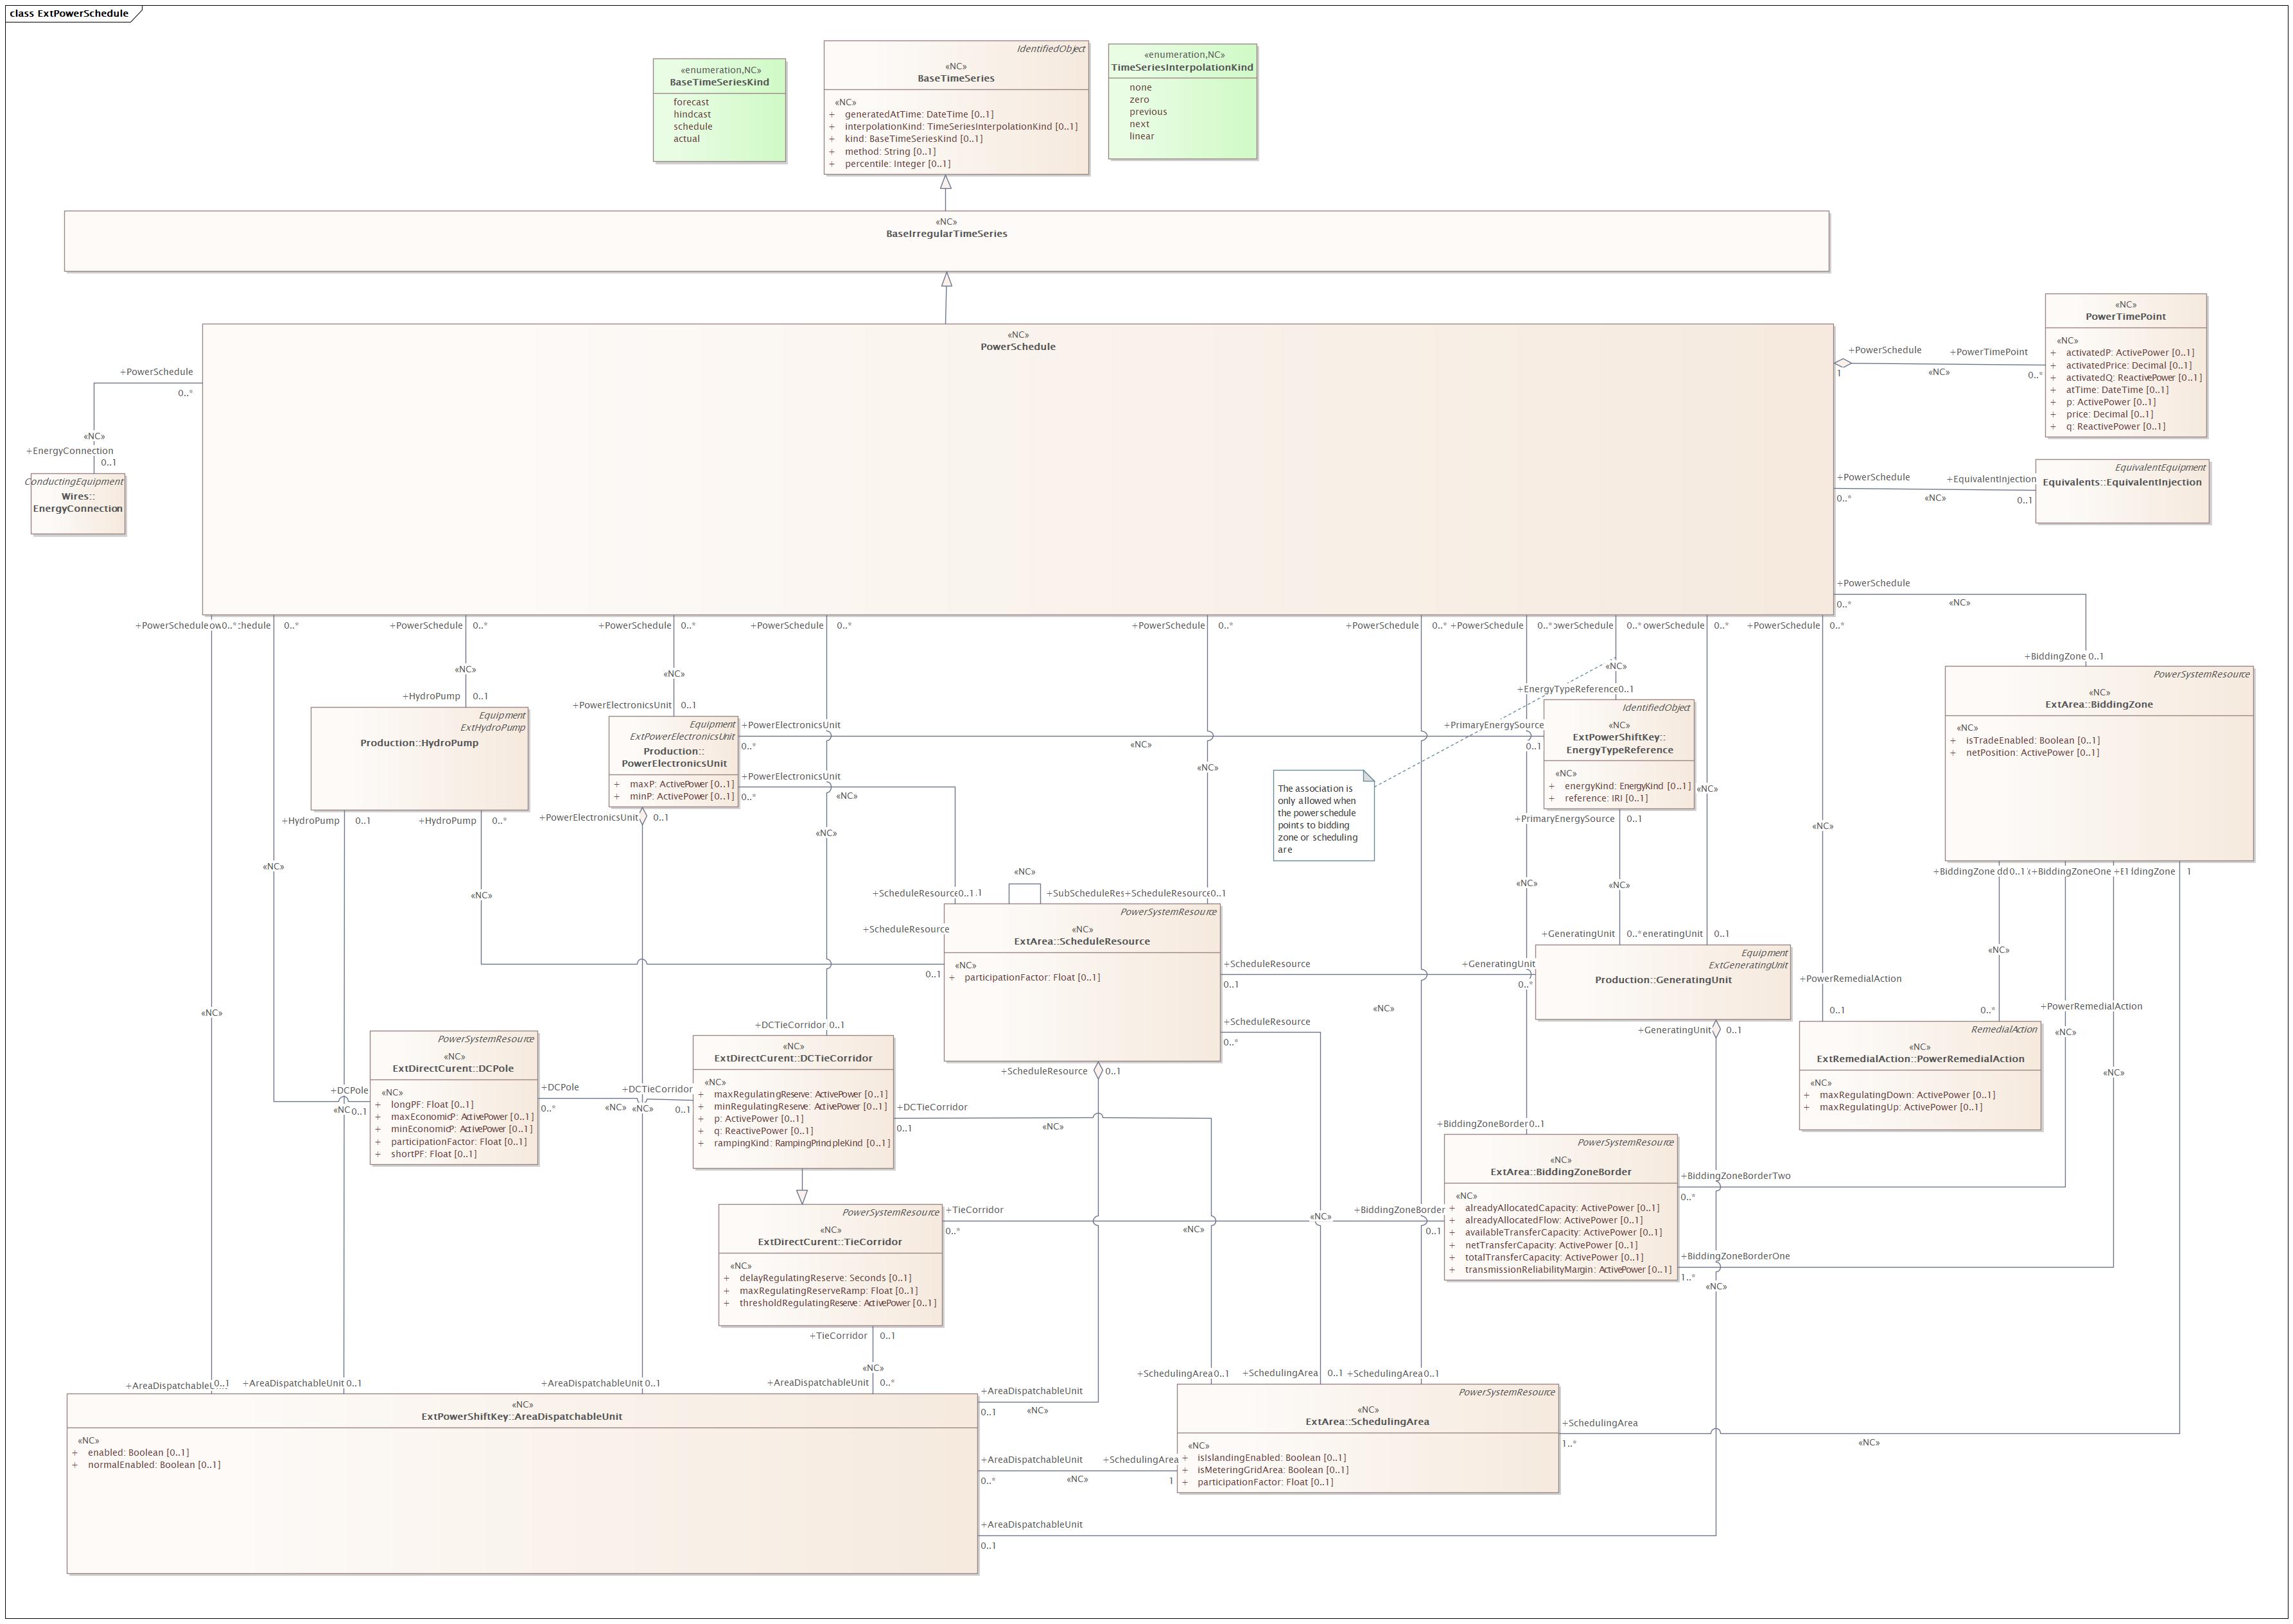 class ExtPowerSchedule
«enumeration,NC»
BaseTimeSeriesKind
forecast
hindcast
schedule
actual
IdentifiedObject
«NC»
BaseTimeSeries
«NC»
+ generatedAtTime: DateTime [0..1]
+ interpolationKind: TimeSeriesInterpolationKind [0..1]
+ kind: BaseTimeSeriesKind [0..1]
+ method: String [0..1]
+ percentile: Integer [0..1]
«enumeration,NC»
TimeSeriesInterpolationKind
none
zero
previous
next
linear
«NC»
BaseIrregularTimeSeries
«NC»
PowerSchedule
«NC»
PowerTimePoint
«NC»
+ activatedP: ActivePower [0..1]
+ activatedPrice: Decimal [0..1]
+ activatedQ: ReactivePower [0..1]
+ atTime: DateTime [0..1]
+ p: ActivePower [0..1]
+ price: Decimal [0..1]
+ q: ReactivePower [0..1]
+PowerSchedule
1
+PowerTimePoint
0..*
«NC»
+PowerSchedule
0..*
«NC»
+EnergyConnection
0..1
ConductingEquipment
Wires::
EnergyConnection
+PowerSchedule
0..*
«NC»
+EquivalentInjection
0..1
EquivalentEquipment
Equivalents::EquivalentInjection
+PowerSchedule
0..*
«NC»
+BiddingZone 0..1
+PowerSchedule
0..*
0..*
+PowerSchedule 0..*
+PowerSchedule 0..*
+PowerSchedule 0..*
+PowerSchedule 0..*
+PowerSchedule 0..*
+PowerSchedule 0..*
0..*
0..*
+PowerSchedule 0..*
«NC»
«NC»
«NC»
+HydroPump 0..1
+PowerElectronicsUnit 0..1
+EnergyTypeReference 0..1
Equipment
ExtHydroPump
Production::HydroPump
Equipment
ExtPowerElectronicsUnit
Production::
PowerElectronicsUnit
+ maxP: ActivePower [0..1]
+ minP: ActivePower [0..1]
+PowerElectronicsUnit
0..*
«NC»
+PrimaryEnergySource
0..1
+PowerElectronicsUnit
0..*
«NC»
IdentifiedObject
«NC»
ExtPowerShiftKey::
EnergyTypeReference
«NC»
+ energyKind: EnergyKind [0..1]
+ reference: IRI [0..1]
PowerSystemResource
«NC»
ExtArea::BiddingZone
«NC»
+ isTradeEnabled: Boolean [0..1]
+ netPosition: ActivePower [0..1]
The association is
only allowed when
the powerschedule
points to bidding
zone or scheduling
are
«NC»
«NC»
«NC»
«NC»
«NC»
+HydroPump 0..1
+HydroPump 0..*
+PowerElectronicsUnit 0..1
+PrimaryEnergySource 0..1
«NC»
«NC»
«NC»
«NC»
«NC»
+ScheduleResource
0..1
+ScheduleResource 0..1
+ScheduleResource
0..1
PowerSystemResource
«NC»
ExtArea::ScheduleResource
«NC»
+ participationFactor: Float [0..1]
+ScheduleResource
0..1
+GeneratingUnit
0..*
«NC»
+GeneratingUnit 0..*
0..1
Equipment
ExtGeneratingUnit
Production::GeneratingUnit
+BiddingZone
+BiddingZoneOne
1
«NC»
+PowerRemedialAction
0..1
+PowerRemedialAction
0..*
«NC»
«NC»
RemedialAction
«NC»
ExtRemedialAction::PowerRemedialAction
«NC»
+ maxRegulatingDown: ActivePower [0..1]
+ maxRegulatingUp: ActivePower [0..1]
+ScheduleResource
0..*
+GeneratingUnit 0..1
«NC»
+DCTieCorridor 0..1
PowerSystemResource
«NC»
ExtDirectCurent::DCPole
«NC»
+ longPF: Float [0..1]
+ maxEconomicP: ActivePower [0..1]
+ minEconomicP: ActivePower [0..1]
+ participationFactor: Float [0..1]
+ shortPF: Float [0..1]
+DCPole
0..1
+DCPole
0..*
«NC»
«NC»
+DCTieCorridor
0..1
«NC»
ExtDirectCurent::DCTieCorridor
«NC»
+ maxRegulatingReserve: ActivePower [0..1]
+ minRegulatingReserve: ActivePower [0..1]
+ p: ActivePower [0..1]
+ q: ReactivePower [0..1]
+ rampingKind: RampingPrincipleKind [0..1]
+ScheduleResource 0..1
+DCTieCorridor
0..1
«NC»
+BiddingZoneBorder 0..1
PowerSystemResource
«NC»
ExtArea::BiddingZoneBorder
«NC»
+ alreadyAllocatedCapacity: ActivePower [0..1]
+ alreadyAllocatedFlow: ActivePower [0..1]
+ availableTransferCapacity: ActivePower [0..1]
+ netTransferCapacity: ActivePower [0..1]
+ totalTransferCapacity: ActivePower [0..1]
+ transmissionReliabilityMargin: ActivePower [0..1]
+BiddingZoneBorderTwo
0..*
+BiddingZoneBorderOne
1..*
«NC»
PowerSystemResource
«NC»
ExtDirectCurent::TieCorridor
«NC»
+ delayRegulatingReserve: Seconds [0..1]
+ maxRegulatingReserveRamp: Float [0..1]
+ thresholdRegulatingReserve: ActivePower [0..1]
+TieCorridor
0..*
«NC»
«NC»
+BiddingZoneBorder
0..1
+TieCorridor 0..1
«NC»
0..1
+AreaDispatchableUnit 0..1
+AreaDispatchableUnit 0..1
+AreaDispatchableUnit 0..*
+SchedulingArea 0..1
+SchedulingArea 0..1
+SchedulingArea 0..1
«NC»
ExtPowerShiftKey::AreaDispatchableUnit
«NC»
+ enabled: Boolean [0..1]
+ normalEnabled: Boolean [0..1]
+AreaDispatchableUnit
0..1
«NC»
+AreaDispatchableUnit
0..*
«NC»
+SchedulingArea
1
+AreaDispatchableUnit
0..1
PowerSystemResource
«NC»
ExtArea::SchedulingArea
«NC»
+ isIslandingEnabled: Boolean [0..1]
+ isMeteringGridArea: Boolean [0..1]
+ participationFactor: Float [0..1]
+SchedulingArea
1..*
«NC»